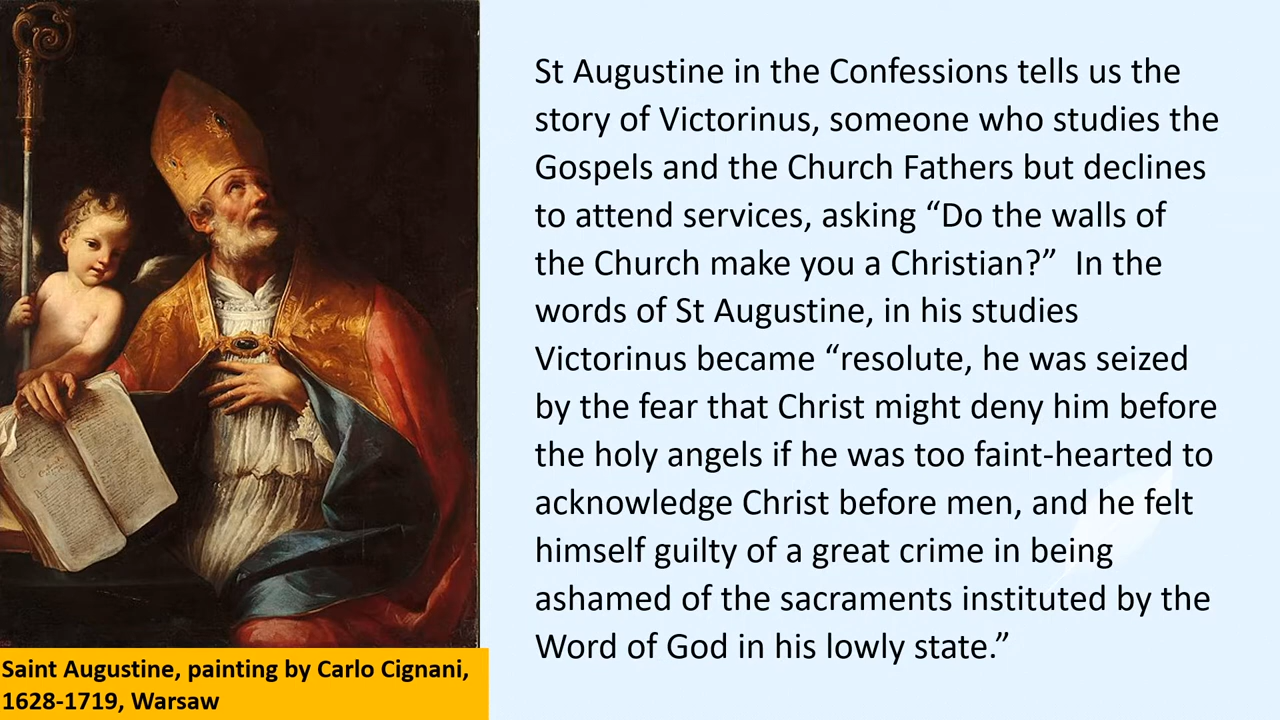 St Augustine in the Confessions tells us the
story of Victorinus, someone who studies the
Gospels and the Church Fathers but declines
to attend services, asking “Do the walls of
the Church make you a Christian?”  In the
words of St Augustine, in his studies
Victorinus became “resolute, he was seized
by the fear that Christ might deny him before
the holy angels if he was too faint-hearted to
acknowledge Christ before men, and he felt
himself guilty of a great crime in being
ashamed of the sacraments instituted by the
Word of God in his lowly state.”
Saint Augustine, painting by Carlo Cignani,
1628-1719, Warsaw